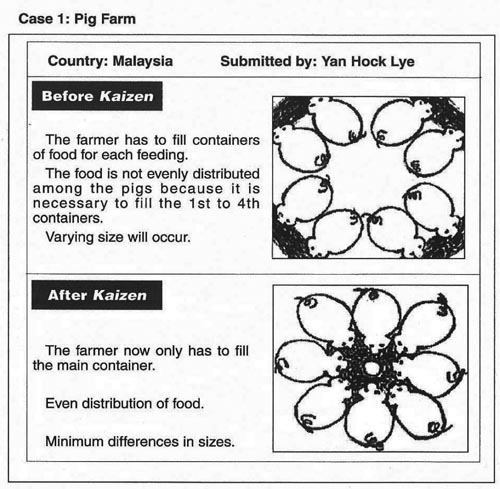 Case 1: Pig Farm
Country: Malaysia Submitted by: Yan Hock Lye
Before Kaizen
The farmer has to fill containers
of food for each feeding.
The food is not evenly distributed
among the pigs because it is
necessary to fill the 1st to 4th
containers.
Varying size will occur.
After Kaizen
The farmer now only has to fill
the main container.
Even distribution of food.
Minimum differences in sizes.